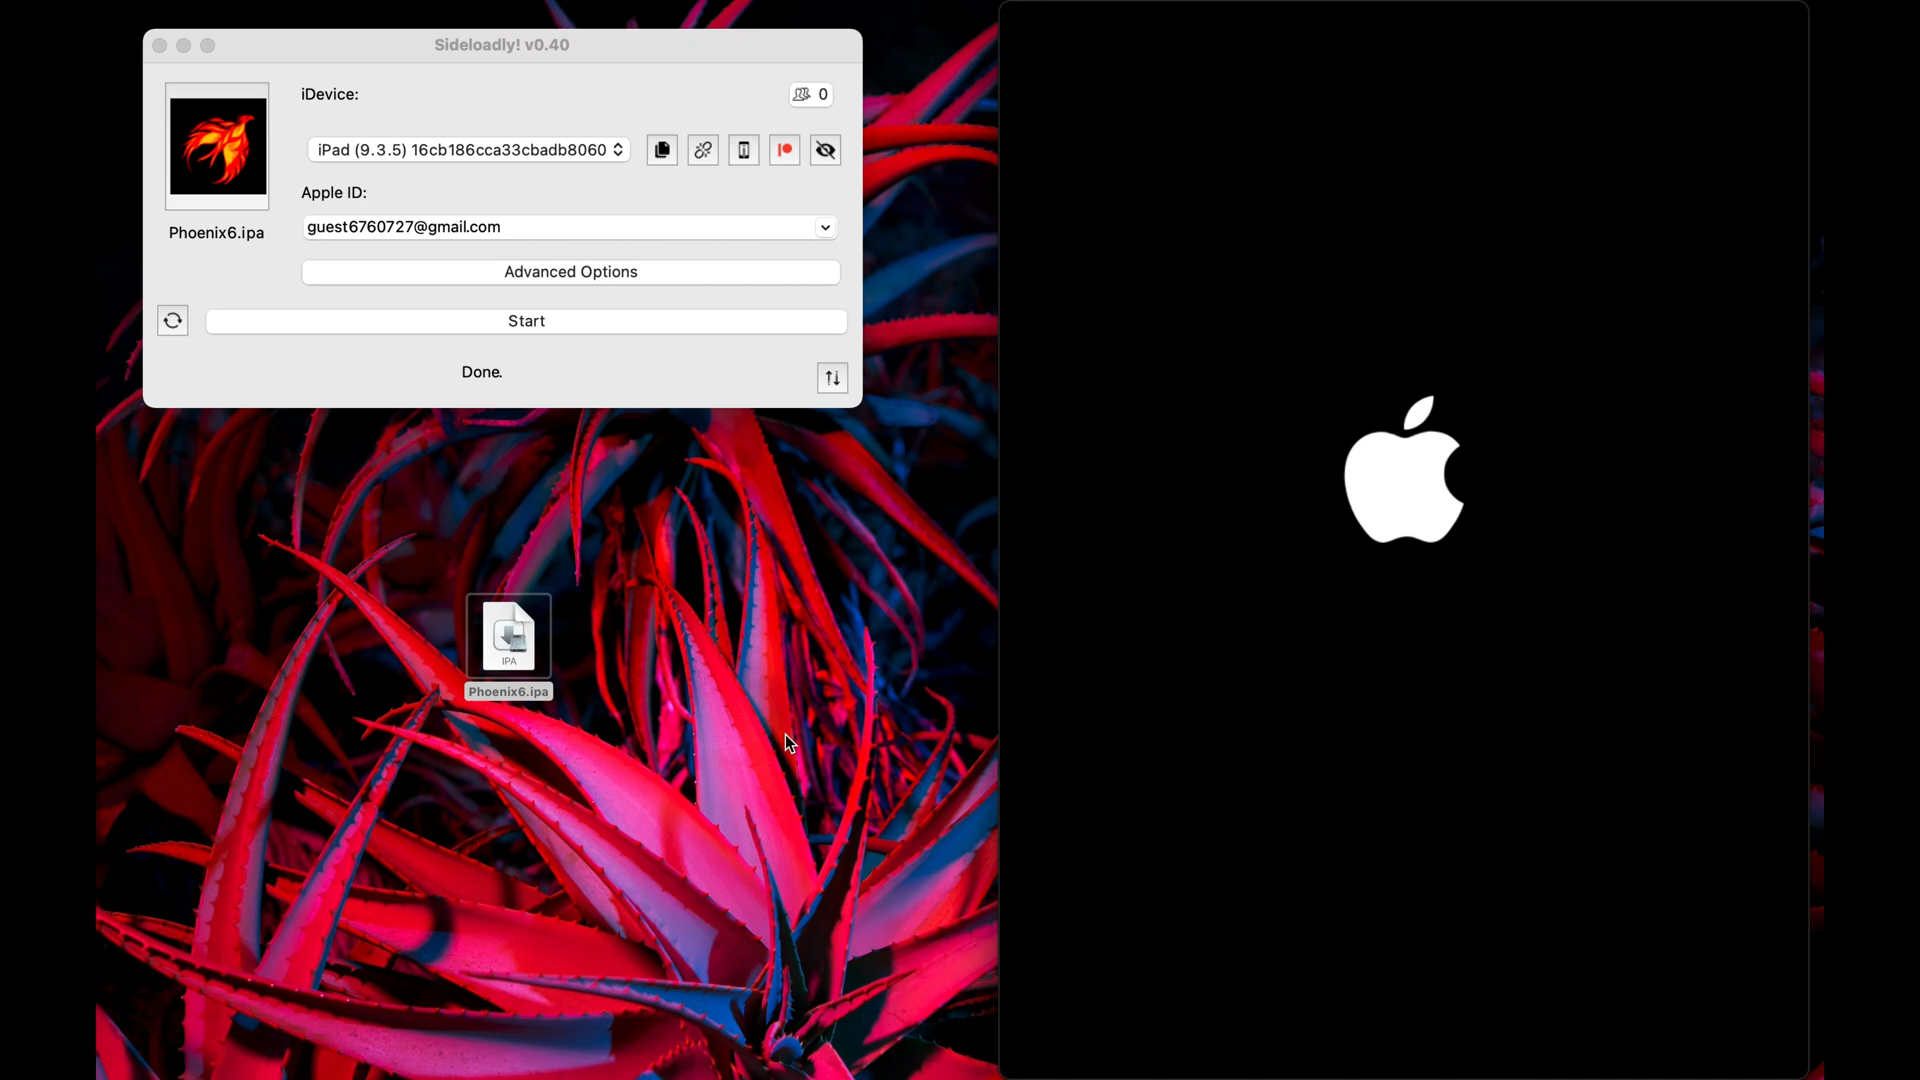 Sideloadly! v0.40
iDevice:
0
iPad (9.3.5) 16cb186cca33cbadb8060
Apple ID:
guest6760727@gmail.com
Phoenix6.ipa
Advanced Options
Start
Done.
IPA
Phoenix6.ipa